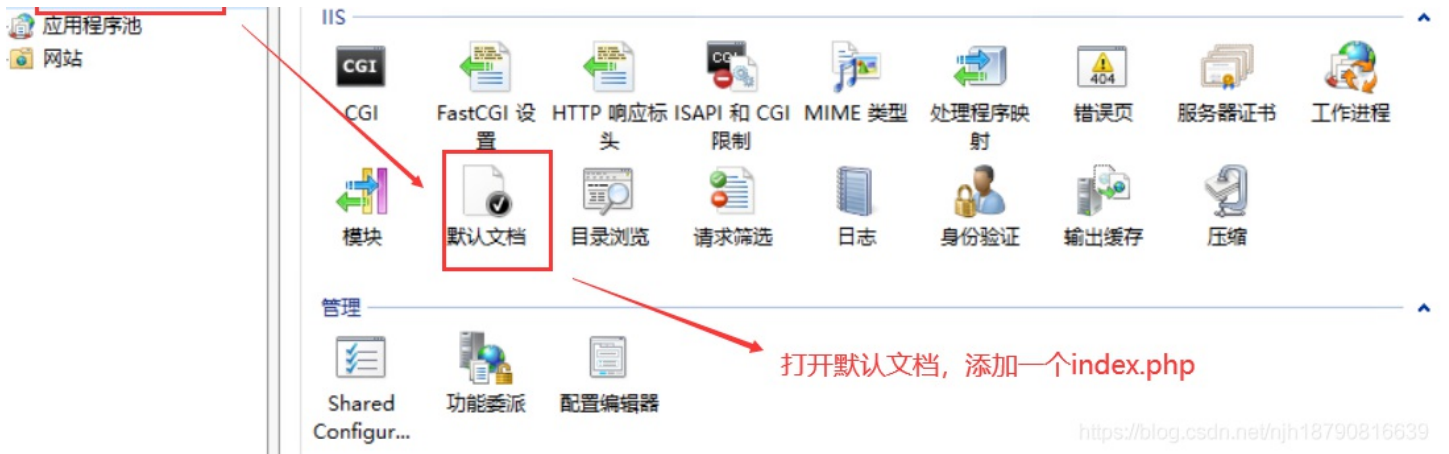 应用程序池
网站
IIS
CGI
404
CGI
FastCGI 设置
HTTP 响应标头
ISAPI 和 CGI 限制
MIME 类型
处理程序映射
错误页
服务器证书
工作进程
模块
默认文档
目录浏览
请求筛选
日志
身份验证
输出缓存
压缩
管理
打开默认文档，添加一个index.php
Shared Configur...
功能委派
配置编辑器
https://blog.csdn.net/njh18790816639